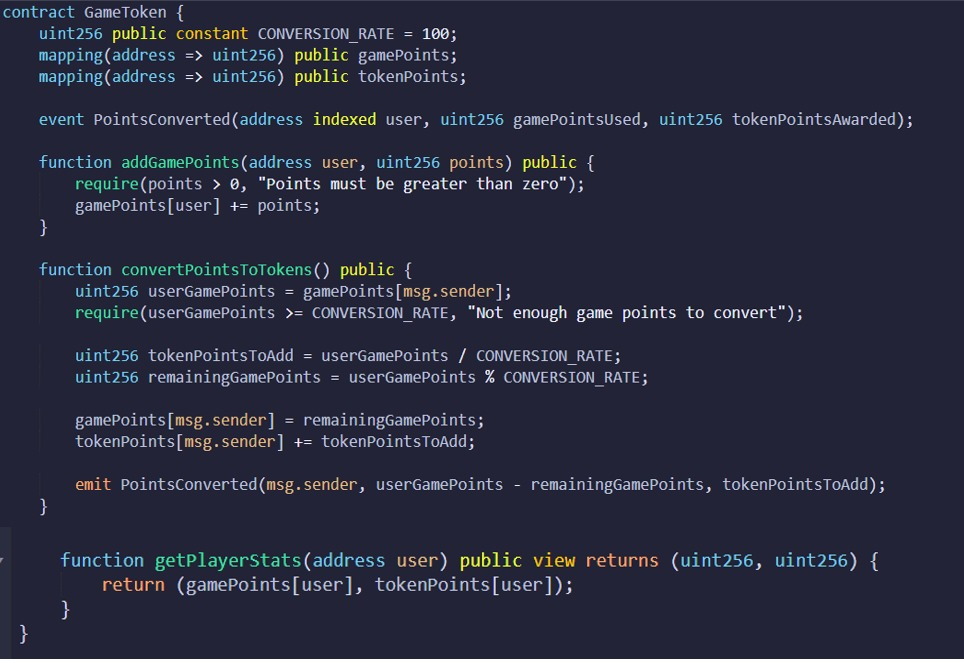 contract GameToken {
uint256 public constant CONVERSION_RATE = 100;
mapping(address => uint256) public gamePoints;
mapping(address => uint256) public tokenPoints;
event PointsConverted(address indexed user, uint256 gamePointsUsed, uint256 tokenPointsAwarded);
function addGamePoints(address user, uint256 points) public {
require(points > 0, "Points must be greater than zero");
gamePoints[user] += points;
}
function convertPointsToTokens() public {
uint256 userGamePoints = gamePoints[msg.sender];
require(userGamePoints >= CONVERSION_RATE, "Not enough game points to convert");
uint256 tokenPointsToAdd = userGamePoints / CONVERSION_RATE;
uint256 remainingGamePoints = userGamePoints % CONVERSION_RATE;
gamePoints[msg.sender] = remainingGamePoints;
tokenPoints[msg.sender] += tokenPointsToAdd;
emit PointsConverted(msg.sender, userGamePoints - remainingGamePoints, tokenPointsToAdd);
}
function getPlayerStats(address user) public view returns (uint256, uint256) {
return (gamePoints[user], tokenPoints[user]);
}
}